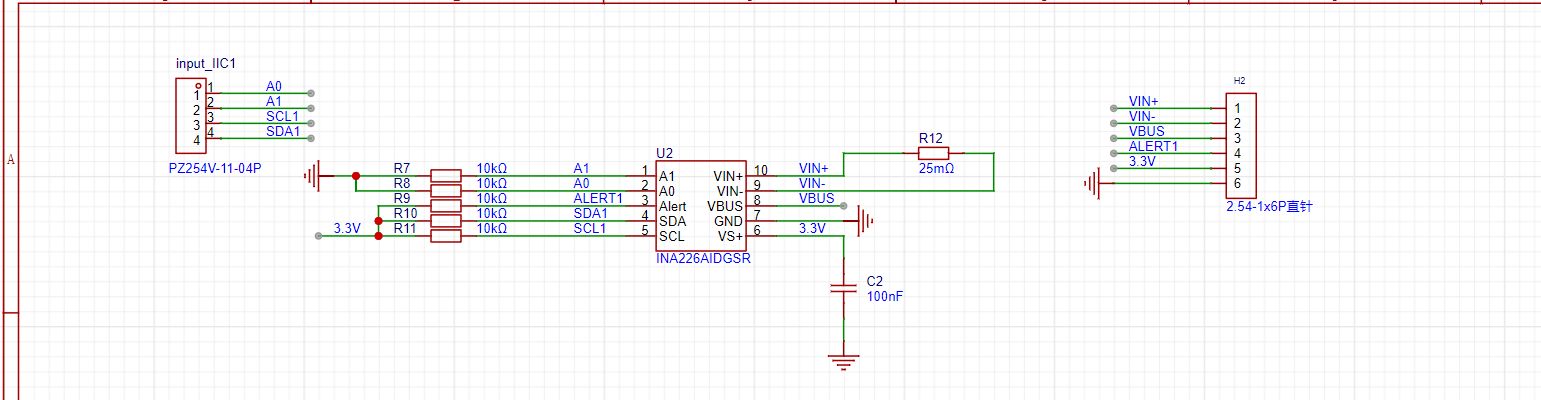 input_IIC1
1 A0
1
2 A1
2
3 SCL1
3
4 SDA1
4
PZ254V-11-04P
A
H2
VIN+ 1
VIN- 2
VBUS 3
ALERT1 4
3.3V 5
6
2.54-1x6P直针
R12
25mΩ
U2
R7 10kΩ A1 1 A1 VIN+ 10 VIN+
R8 10kΩ A0 2 A0 VIN- 9 VIN-
R9 10kΩ ALERT1 3 Alert VBUS 8 VBUS
R10 10kΩ SDA1 4 SDA GND 7
3.3V R11 10kΩ SCL1 5 SCL VS+ 6 3.3V
INA226AIDGSR
C2
100nF